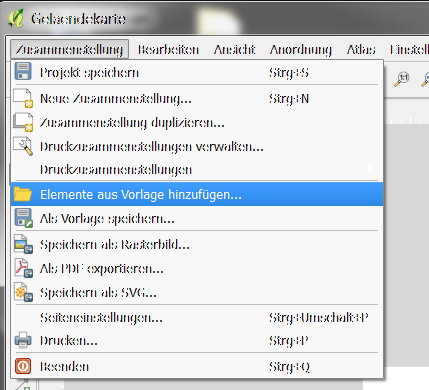 Gelaendekarte
Zusammenstellung Bearbeiten Ansicht Anordnung Atlas
Projekt speichern Strg+S
Neue Zusammenstellung... Strg+N
Zusammenstellung duplizieren...
Druckzusammenstellungen verwalten...
Druckzusammenstellungen
Elemente aus Vorlage hinzufügen...
Als Vorlage speichern...
Speichern als Rasterbild...
Als PDF exportieren...
Speichern als SVG...
Seiteneinstellungen... Strg+Umschalt+P
Drucken... Strg+P
Beenden Strg+Q